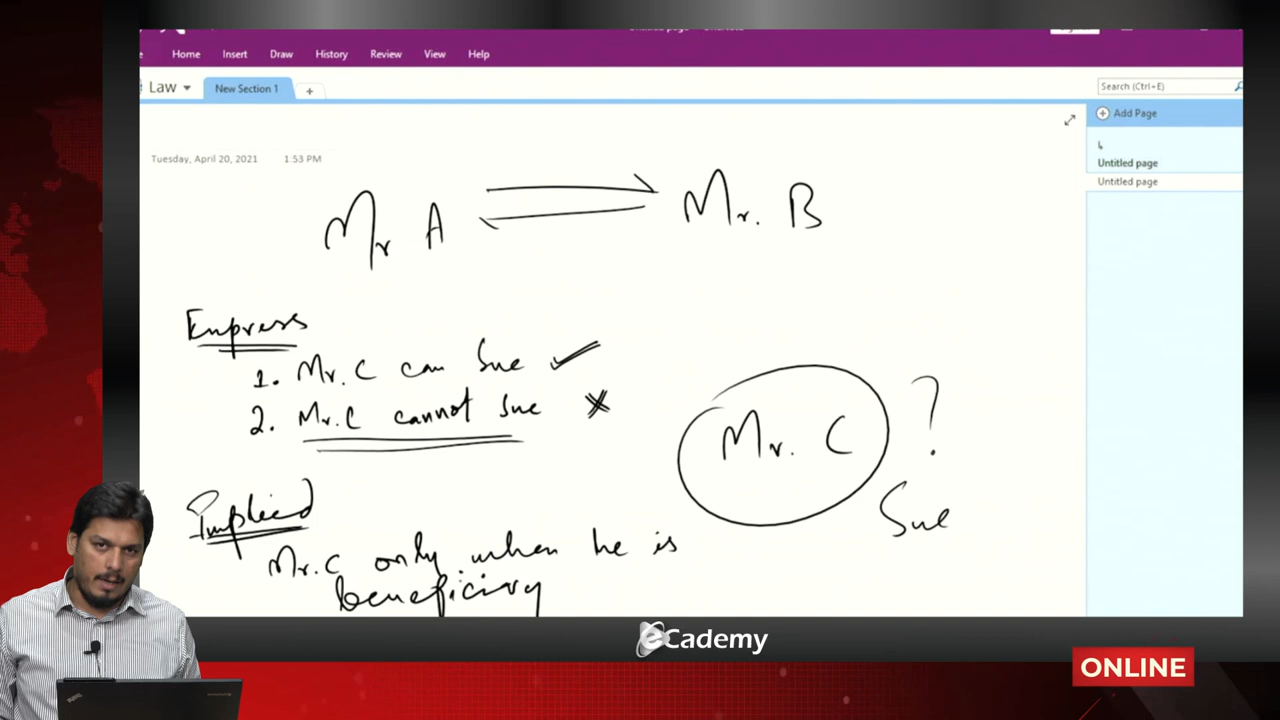 Home Insert Draw History Review View Help
Law New Section 1 +
Search (Ctrl+E)
Add Page
Untitled page
Untitled page
Tuesday, April 20, 2021 1:53 PM
Mr A Mr. B
Express
1. Mr. C can Sue
2. Mr. C cannot Sue
Mr. C ?
Sue
Implied
Mr. C only when he is
beneficiry
eCademy
ONLINE